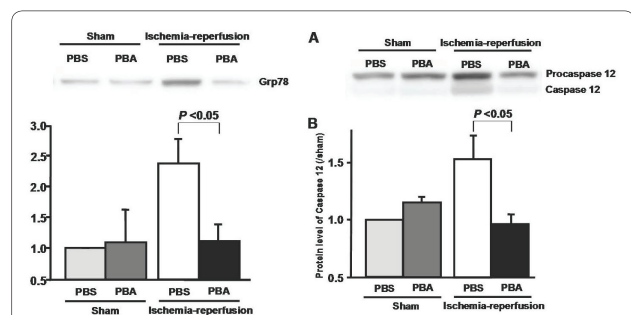 Sham Ischemia-reperfusion
PBS PBA PBS PBA
Grp78
P <0.05
3.0
2.5
2.0
1.5
1.0
0.5
PBS PBA PBS PBA
Sham Ischemia-reperfusion
A
Sham Ischemia-reperfusion
PBS PBA PBS PBA
Procaspase 12
Caspase 12
B
P <0.05
Protein level of Caspase 12 (/sham)
1.5
1.0
0.5
PBS PBA PBS PBA
Sham Ischemia-reperfusion